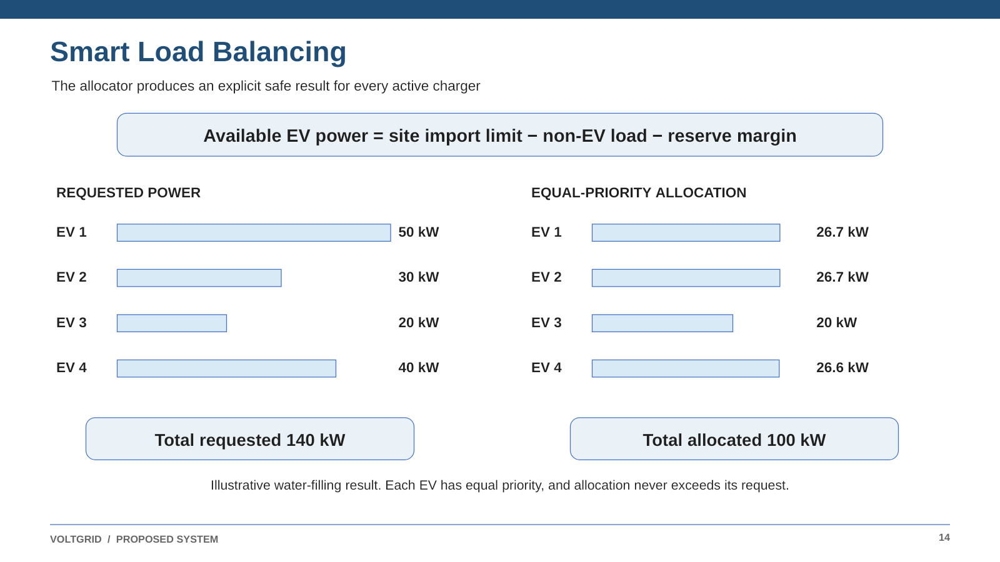 Smart Load Balancing
The allocator produces an explicit safe result for every active charger
Available EV power = site import limit − non-EV load − reserve margin
REQUESTED POWER
EV 1 50 kW
EV 2 30 kW
EV 3 20 kW
EV 4 40 kW
Total requested 140 kW
EQUAL-PRIORITY ALLOCATION
EV 1 26.7 kW
EV 2 26.7 kW
EV 3 20 kW
EV 4 26.6 kW
Total allocated 100 kW
Illustrative water-filling result. Each EV has equal priority, and allocation never exceeds its request.
VOLTGRID / PROPOSED SYSTEM
14